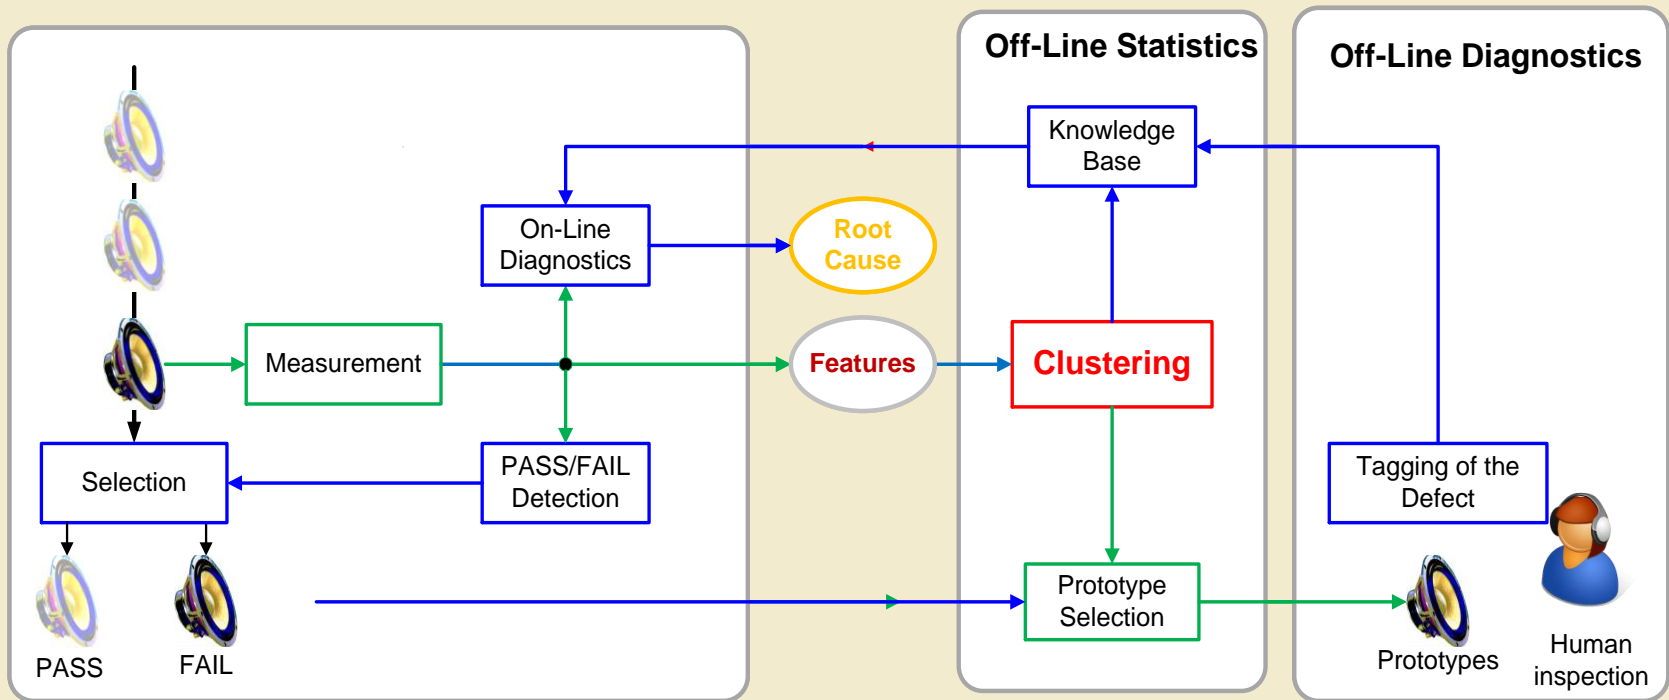 Off-Line Statistics
Off-Line Diagnostics
Knowledge
Base
On-Line
Diagnostics
Root
Cause
Measurement
Features
Clustering
Selection
PASS/FAIL
Detection
Tagging of the
Defect
Prototype
Selection
PASS
FAIL
Prototypes
Human
inspection